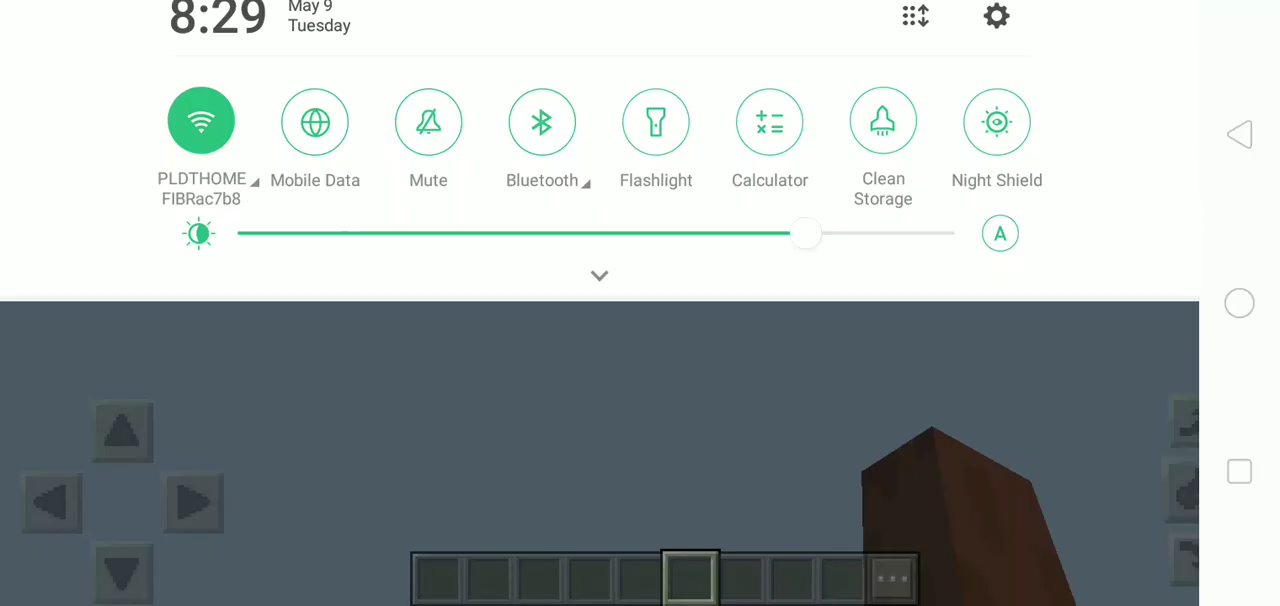 8:29
May 9
Tuesday
PLDTHOME
FIBRac7b8
Mobile Data
Mute
Bluetooth
Flashlight
Calculator
Clean
Storage
Night Shield
A